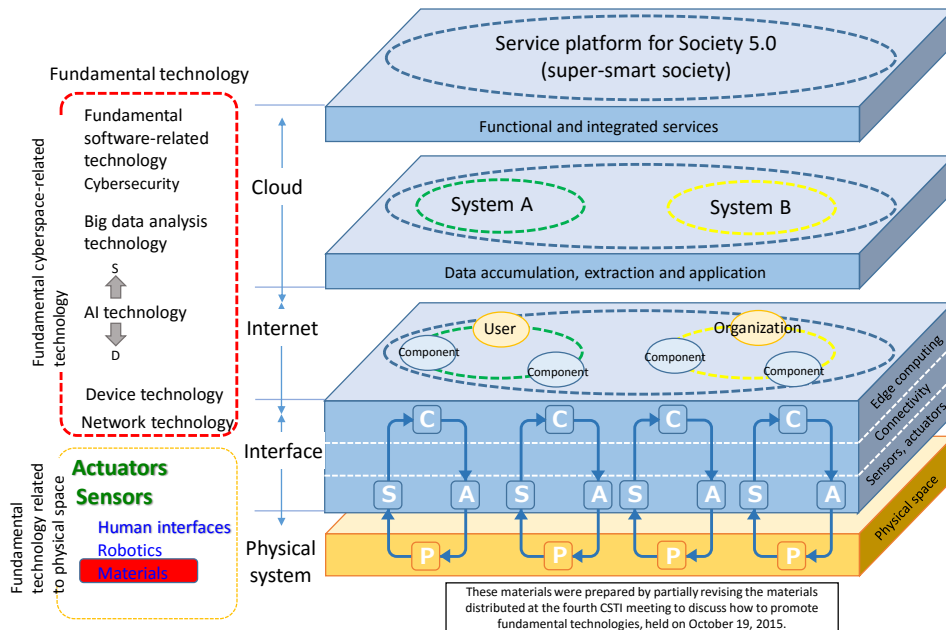 Service platform for Society 5.0
(super-smart society)
Functional and integrated services
Fundamental technology
Fundamental cyberspace-related
technology
Fundamental
software-related
technology
Cybersecurity
Big data analysis
technology
S
AI technology
D
Device technology
Network technology
Cloud
System A
System B
Data accumulation, extraction and application
Internet
User
Organization
Component
Component
Component
Component
Edge computing
Connectivity
Sensors, actuators
Interface
C
C
C
C
S
A
S
A
S
A
S
A
Fundamental
technology related
to physical space
Actuators
Sensors
Human interfaces
Robotics
Materials
Physical
system
P
P
P
P
Physical space
These materials were prepared by partially revising the materials
distributed at the fourth CSTI meeting to discuss how to promote
fundamental technologies, held on October 19, 2015.